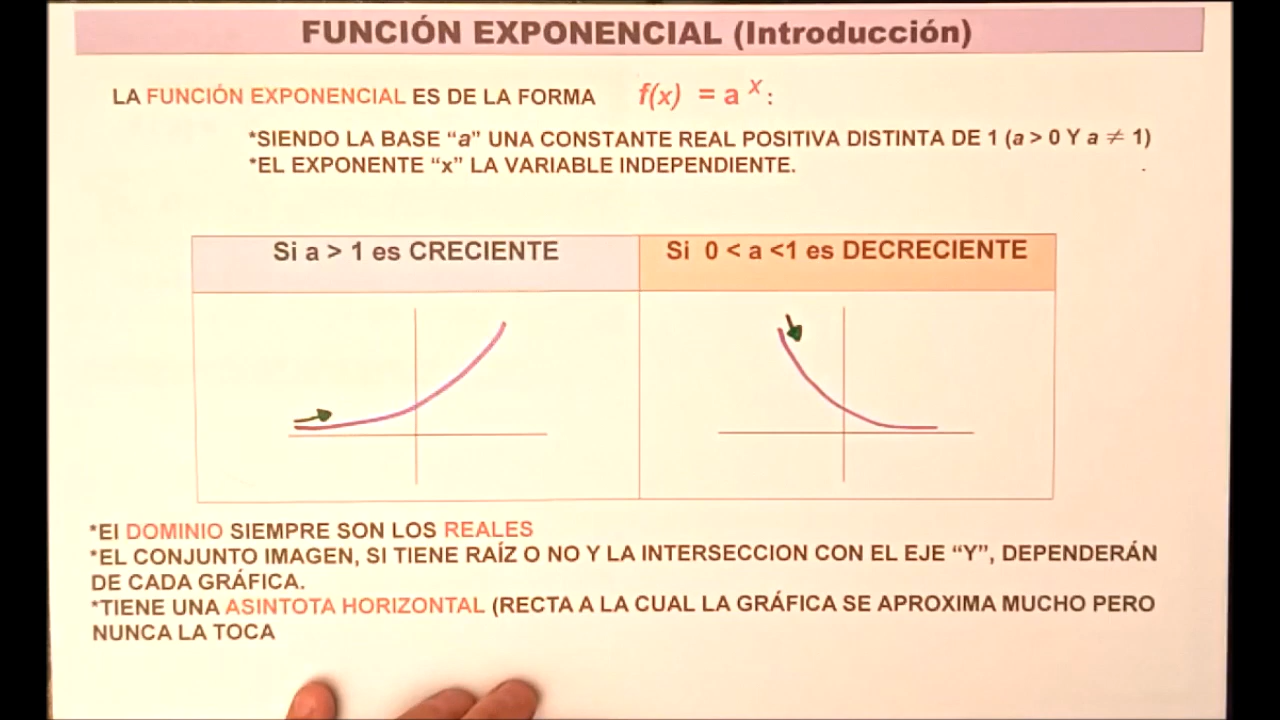 FUNCIÓN EXPONENCIAL (Introducción)
LA FUNCIÓN EXPONENCIAL ES DE LA FORMA f(x) = a ˣ :
*SIENDO LA BASE “a” UNA CONSTANTE REAL POSITIVA DISTINTA DE 1 (a > 0 Y a ≠ 1)
*EL EXPONENTE “x” LA VARIABLE INDEPENDIENTE.
Si a > 1 es CRECIENTE
Si 0 < a <1 es DECRECIENTE
*El DOMINIO SIEMPRE SON LOS REALES
*EL CONJUNTO IMAGEN, SI TIENE RAÍZ O NO Y LA INTERSECCION CON EL EJE “Y”, DEPENDERÁN
DE CADA GRÁFICA.
*TIENE UNA ASINTOTA HORIZONTAL (RECTA A LA CUAL LA GRÁFICA SE APROXIMA MUCHO PERO
NUNCA LA TOCA